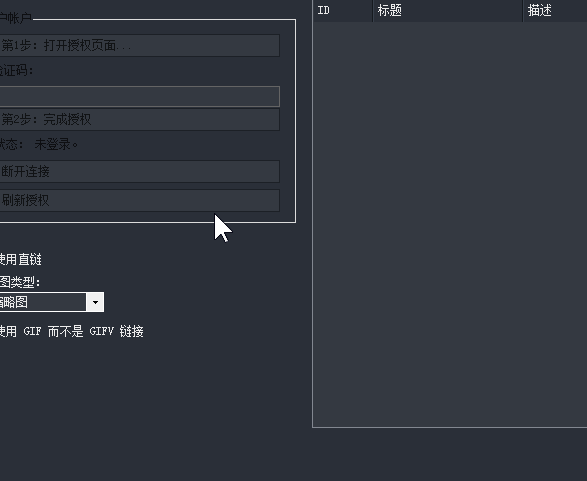 户帐户
第1步: 打开授权页面...
验证码:
第2步: 完成授权
状态: 未登录。
断开连接
刷新授权
使用直链
图类型:
缩略图
使用 GIF 而不是 GIFV 链接
ID 标题 描述